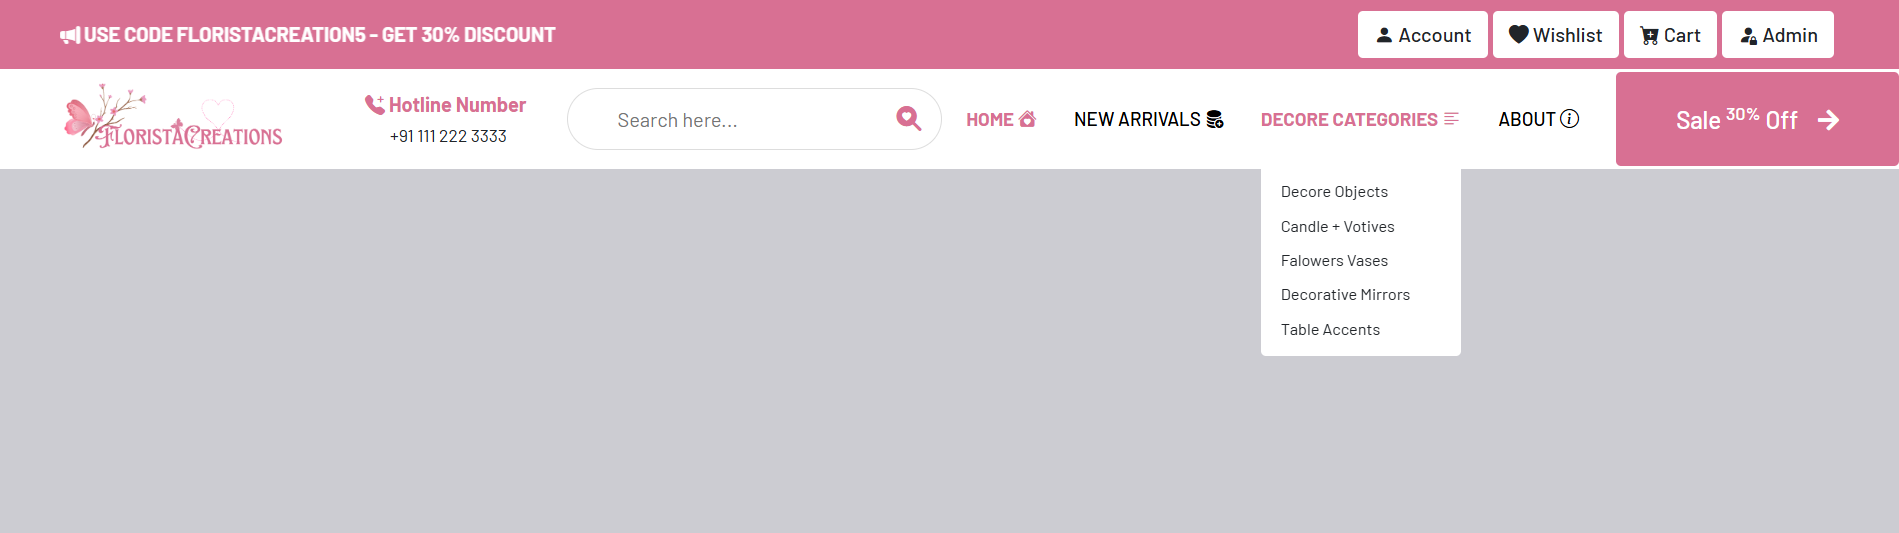 USE CODE FLORISTACREATION5 - GET 30% DISCOUNT
Account
Wishlist
Cart
Admin
FLORISTACREATIONS
Hotline Number
+91 111 222 3333
Search here...
HOME
NEW ARRIVALS
DECORE CATEGORIES
ABOUT
Sale 30% Off
Decore Objects
Candle + Votives
Falowers Vases
Decorative Mirrors
Table Accents